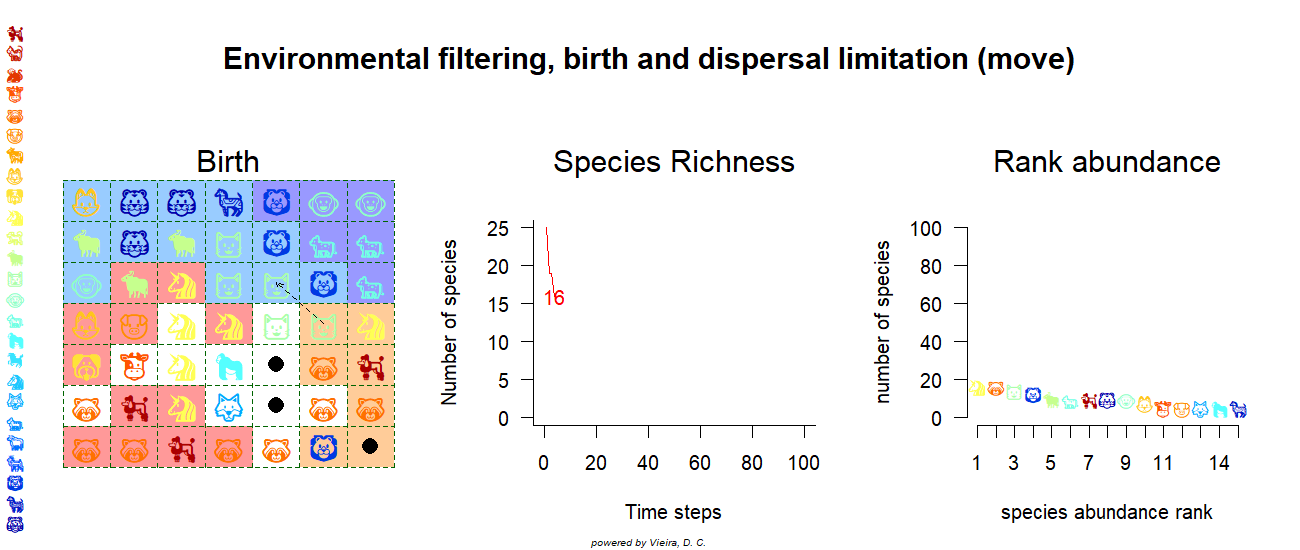 Environmental filtering, birth and dispersal limitation (move)
Birth
Species Richness
Rank abundance
Number of species
25
20
15
10
5
0
16
0 20 40 60 80 100
Time steps
number of species
100
80
60
40
20
0
1 3 5 7 9 11 14
species abundance rank
powered by Vieira, D. C.